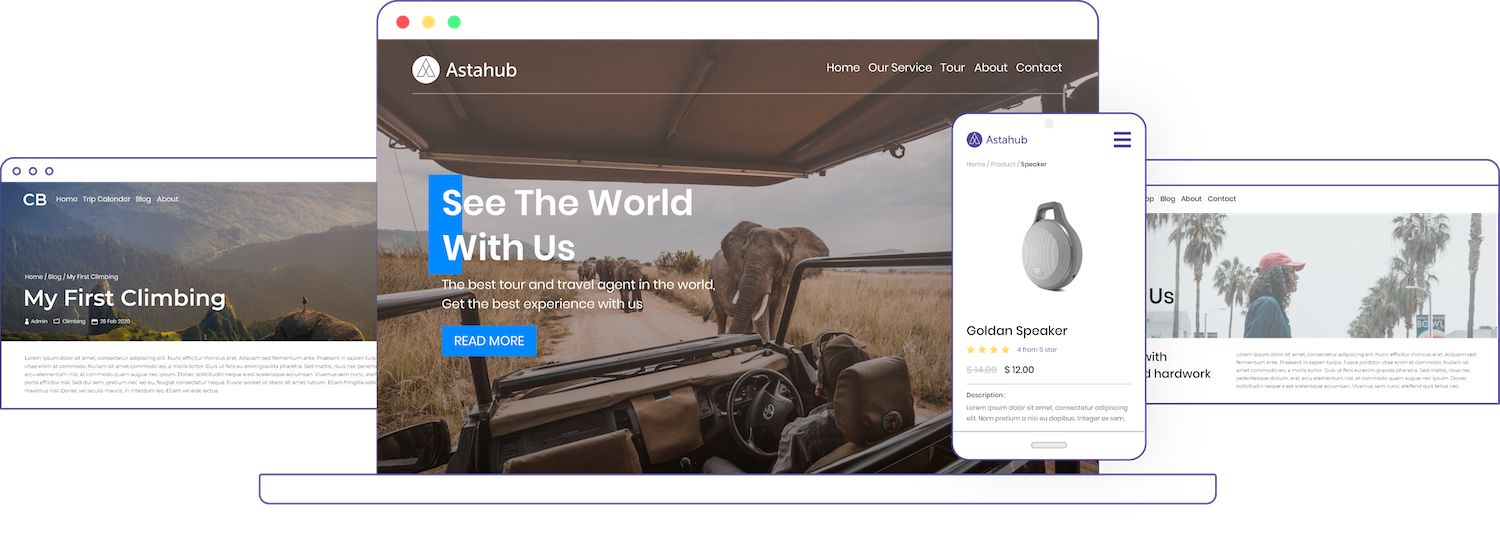 Astahub
Home Our Service Tour About Contact
See The World
With Us
The best tour and travel agent in the world,
Get the best experience with us
READ MORE
CB Home Trip Calender Blog About
Home / Blog / My First Climbing
My First Climbing
Admin Climbing 28 Feb 2020
Lorem ipsum dolor sit amet, consectetur adipiscing elit. Nunc efficitur rhoncus erat. Aliquam sed fermentum ante. Praesent in sapien turp
vitae enim at commodo. Nullam sit amet commodo leo, a mollis tortor. Duis ut felis eu enim gravida pharetra. Sed mattis, risus nec pellente
arcu elementum nisi, at commodo quam augue nec ipsum. Donec sollicitudin neque a est scelerisque accumsan. Vivamus sem nunc,
porta efficitur nisl. Sed dui sem, pretium nec leo eu, feugiat consectetur neque. Fusce laoreet ut libero sit amet rutrum. Etiam fringilla sollic
maximus nisl. Donec vel augue mauris, in interdum leo. Etiam vel erat lectus.
Astahub
Home / Product / Speaker
Goldan Speaker
4 from 5 star
$ 14.00 $ 12.00
Description :
Lorem ipsum dolor sit amet, consectetur adipiscing
elit. Nam pretium a nisi eu dapibus. Integer ex sem,
op Blog About Contact
Us
BOWL
with
d hardwork
Lorem ipsum dolor sit amet, consectetur adipiscing elit. Nunc efficitur rhoncus erat. Aliquam sed
fermentum ante. Praesent in sapien turpis. Fusce porttitor vitae enim at commodo. Nullam sit
amet commodo leo, a mollis tortor. Duis ut felis eu enim gravida pharetra. Sed mattis, risus nec
pellentesque dictum, erat arcu elementum nisi, at commodo quam augue nec ipsum. Donec
sollicitudin neque a est scelerisque accumsan. Vivamus sem nunc, eleifend quis tellus nec.